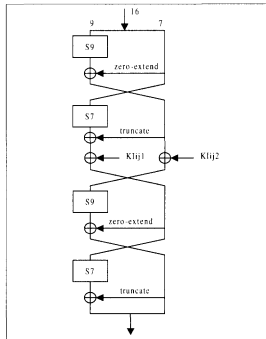 16
9 7
S9
zero-extend
S7
truncate
KIij1 KIij2
S9
zero-extend
S7
truncate